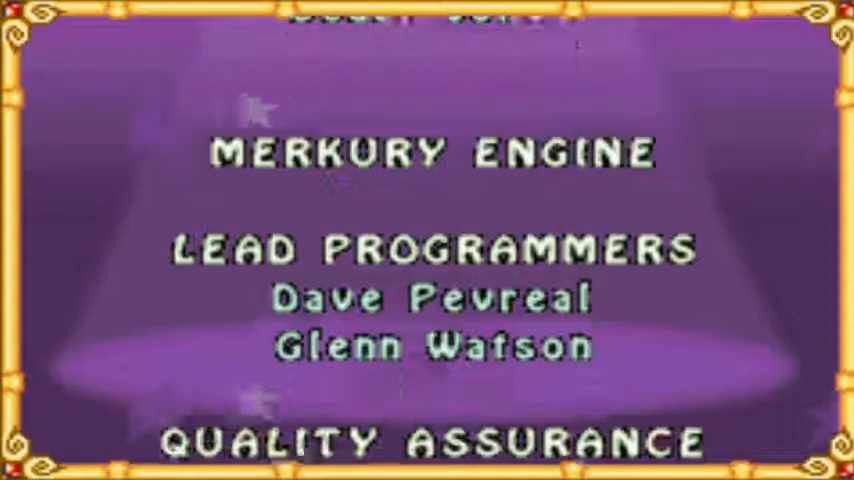 MERKURY ENGINE
LEAD PROGRAMMERS
Dave Pevreal
Glenn Watson
QUALITY ASSURANCE